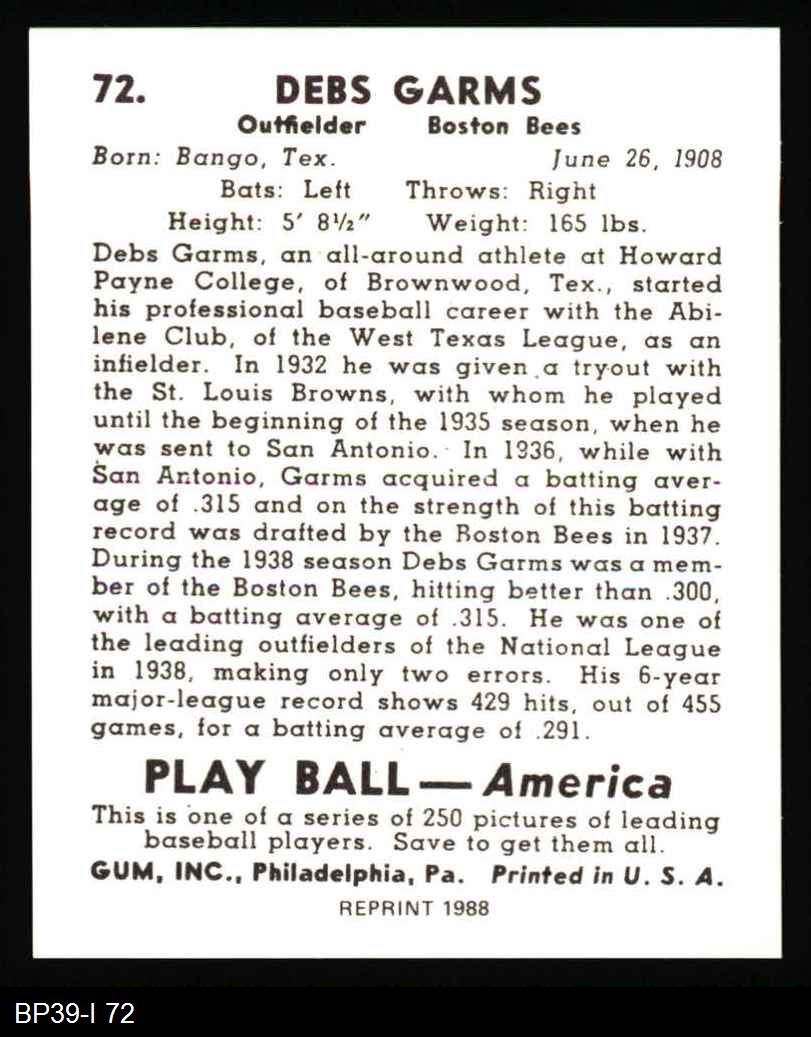 72. DEBS GARMS
Outfielder Boston Bees
Born: Bango, Tex. June 26, 1908
Bats: Left Throws: Right
Height: 5′ 8½″ Weight: 165 lbs.
Debs Garms, an all-around athlete at Howard
Payne College, of Brownwood, Tex., started
his professional baseball career with the Abi-
lene Club, of the West Texas League, as an
infielder. In 1932 he was given a tryout with
the St. Louis Browns, with whom he played
until the beginning of the 1935 season, when he
was sent to San Antonio. In 1936, while with
San Antonio, Garms acquired a batting aver-
age of .315 and on the strength of this batting
record was drafted by the Boston Bees in 1937.
During the 1938 season Debs Garms was a mem-
ber of the Boston Bees, hitting better than .300,
with a batting average of .315. He was one of
the leading outfielders of the National League
in 1938, making only two errors. His 6-year
major-league record shows 429 hits, out of 455
games, for a batting average of .291.
PLAY BALL—America
This is one of a series of 250 pictures of leading
baseball players. Save to get them all.
GUM, INC., Philadelphia, Pa. Printed in U. S. A.
REPRINT 1988
BP39-I 72